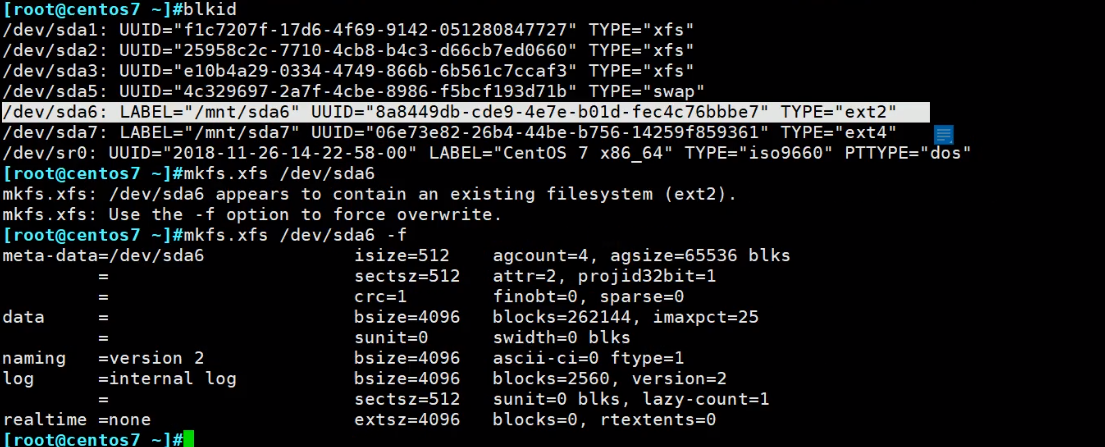 [root@centos7 ~]#blkid
/dev/sda1: UUID="f1c7207f-17d6-4f69-9142-051280847727" TYPE="xfs"
/dev/sda2: UUID="25958c2c-7710-4cb8-b4c3-d66cb7ed0660" TYPE="xfs"
/dev/sda3: UUID="e10b4a29-0334-4749-866b-6b561c7ccaf3" TYPE="xfs"
/dev/sda5: UUID="4c329697-2a7f-4cbe-8986-f5bcf193d71b" TYPE="swap"
/dev/sda6: LABEL="/mnt/sda6" UUID="8a8449db-cde9-4e7e-b01d-fec4c76bbbe7" TYPE="ext2"
/dev/sda7: LABEL="/mnt/sda7" UUID="06e73e82-26b4-44be-b756-14259f859361" TYPE="ext4"
/dev/sr0: UUID="2018-11-26-14-22-58-00" LABEL="CentOS 7 x86_64" TYPE="iso9660" PTTYPE="dos"
[root@centos7 ~]#mkfs.xfs /dev/sda6
mkfs.xfs: /dev/sda6 appears to contain an existing filesystem (ext2).
mkfs.xfs: Use the -f option to force overwrite.
[root@centos7 ~]#mkfs.xfs /dev/sda6 -f
meta-data=/dev/sda6              isize=512    agcount=4, agsize=65536 blks
         =                       sectsz=512   attr=2, projid32bit=1
         =                       crc=1        finobt=0, sparse=0
data     =                       bsize=4096   blocks=262144, imaxpct=25
         =                       sunit=0      swidth=0 blks
naming   =version 2              bsize=4096   ascii-ci=0 ftype=1
log      =internal log           bsize=4096   blocks=2560, version=2
         =                       sectsz=512   sunit=0 blks, lazy-count=1
realtime =none                   extsz=4096   blocks=0, rtextents=0
[root@centos7 ~]#